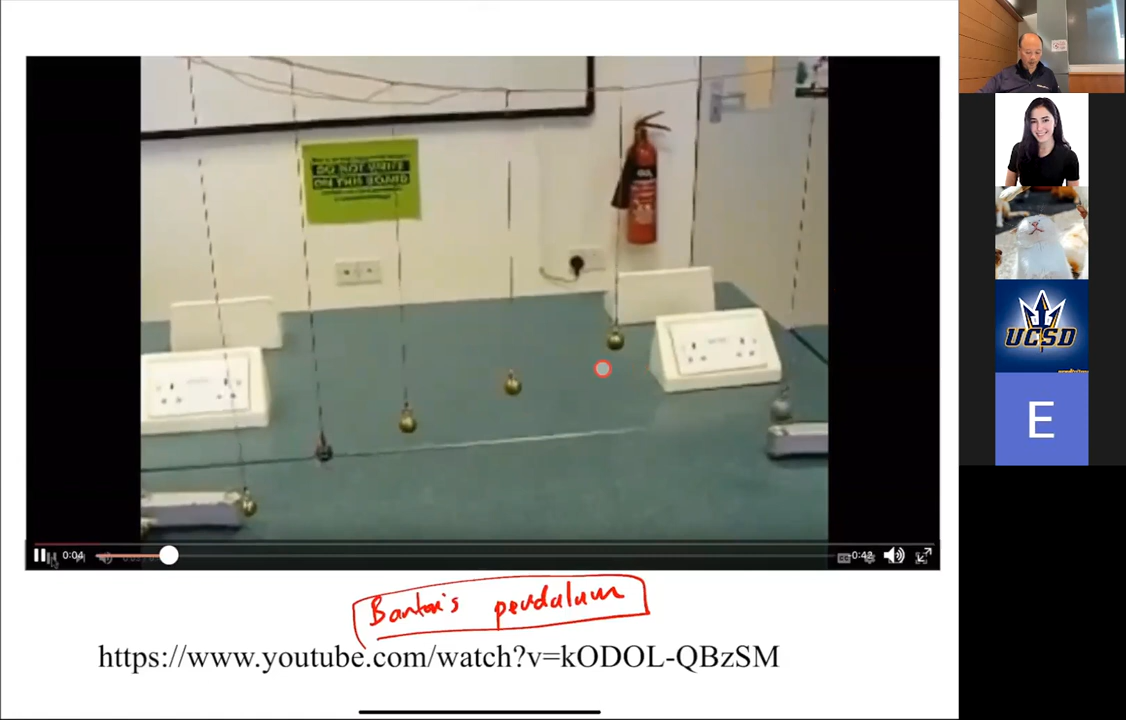 DO NOT WRITE
ON THIS BOARD
0:04
-0:42
Barton's pendalum
https://www.youtube.com/watch?v=kODOL-QBzSM
UCSD
E